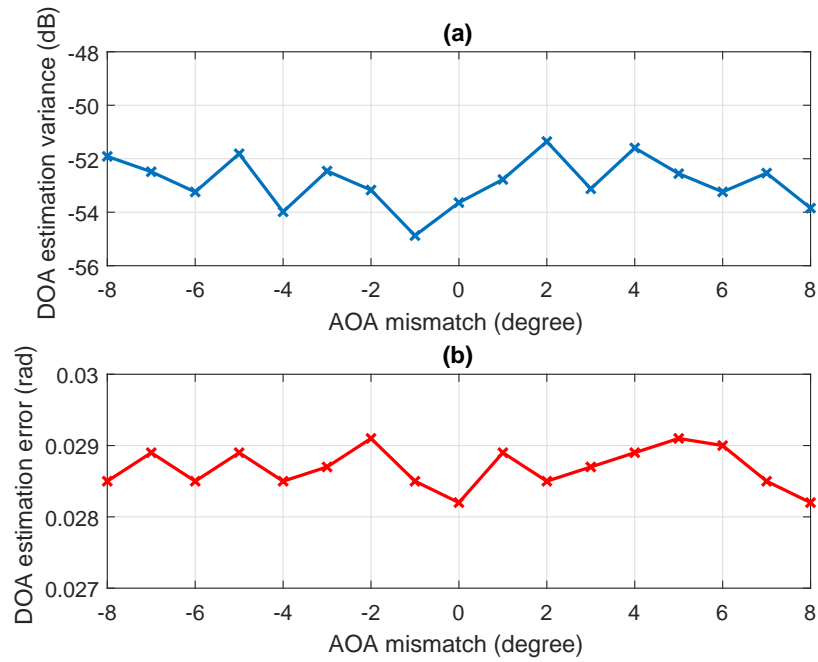 (a)
DOA estimation variance (dB)
-48
-50
-52
-54
-56
-8 -6 -4 -2 0 2 4 6 8
AOA mismatch (degree)
(b)
DOA estimation error (rad)
0.03
0.029
0.028
0.027
-8 -6 -4 -2 0 2 4 6 8
AOA mismatch (degree)